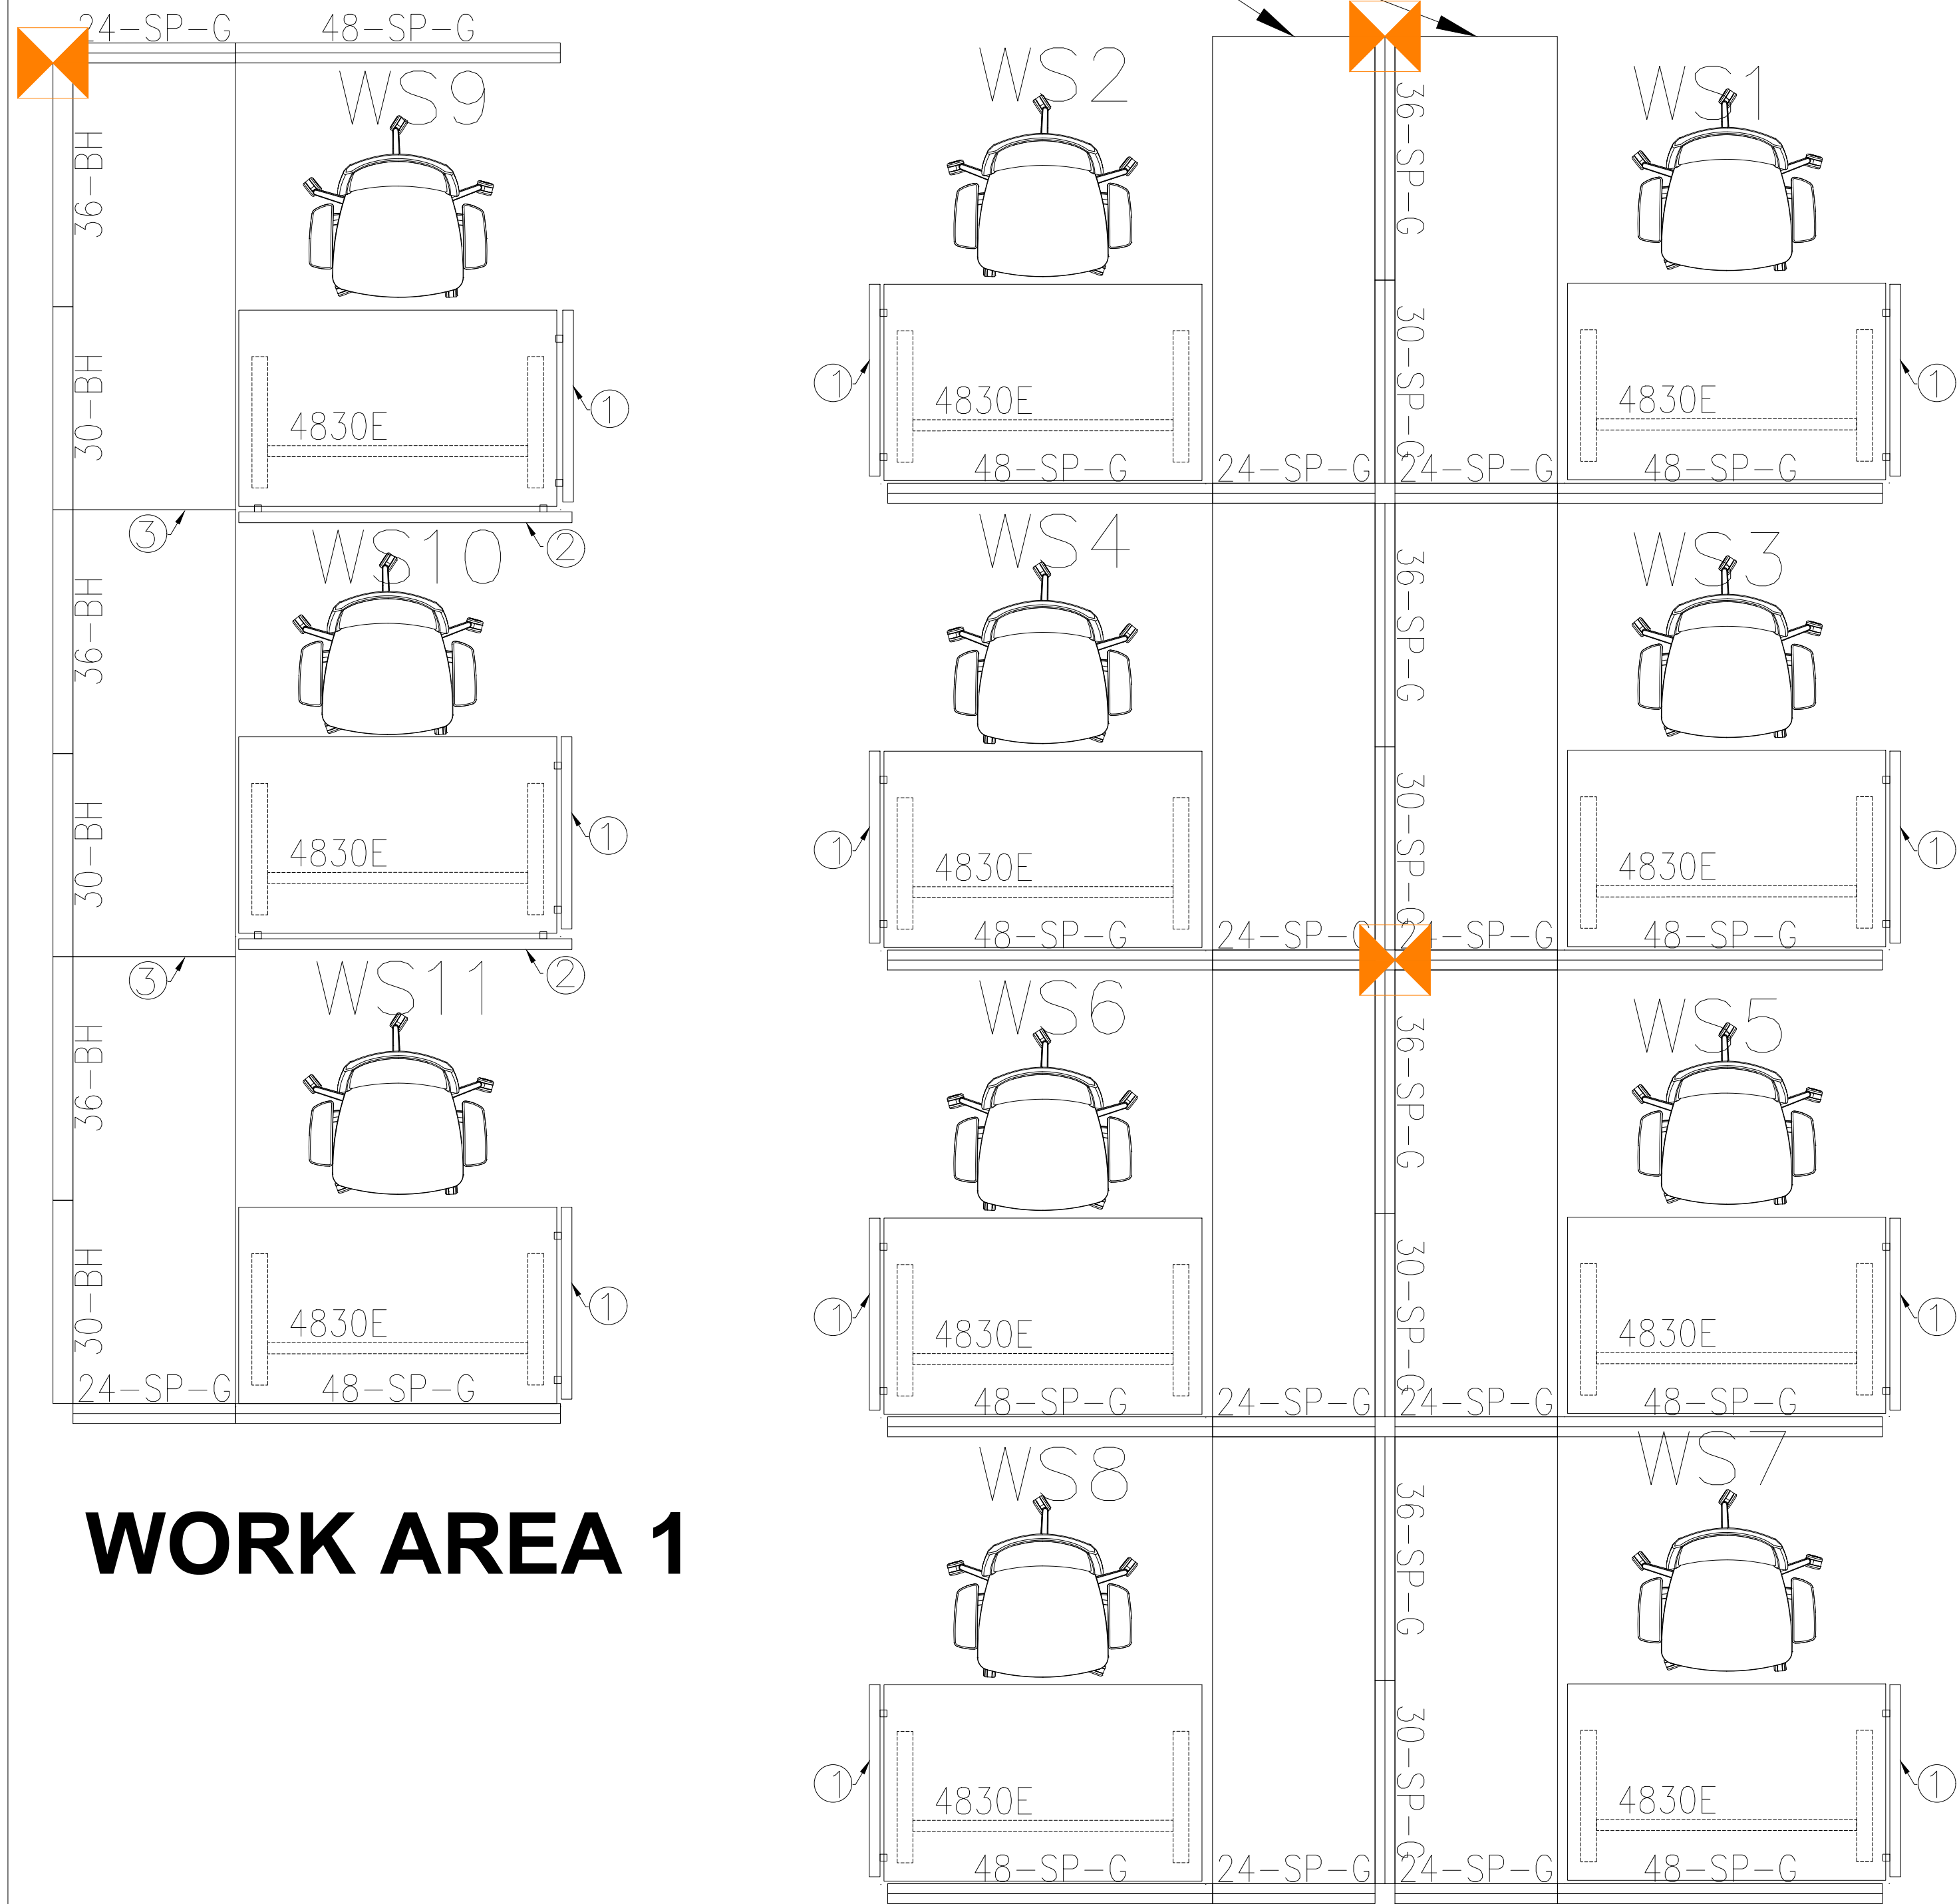 24-SP-G 48-SP-G
WS9
36-BH
30-BH
4830E
1
3
2
WS10
36-BH
30-BH
4830E
1
3
2
WS11
36-BH
30-BH
4830E
1
24-SP-G 48-SP-G
WORK AREA 1
WS2
WS1
36-SP-G
30-SP-G
1
4830E
4830E
1
48-SP-G 24-SP-G 24-SP-G 48-SP-G
WS4
WS3
36-SP-G
30-SP-G
1
4830E
4830E
1
48-SP-G 24-SP-G 24-SP-G 48-SP-G
WS6
WS5
36-SP-G
30-SP-G
1
4830E
4830E
1
48-SP-G 24-SP-G 24-SP-G 48-SP-G
WS8
WS7
36-SP-G
30-SP-G
1
4830E
4830E
1
48-SP-G 24-SP-G 24-SP-G 48-SP-G